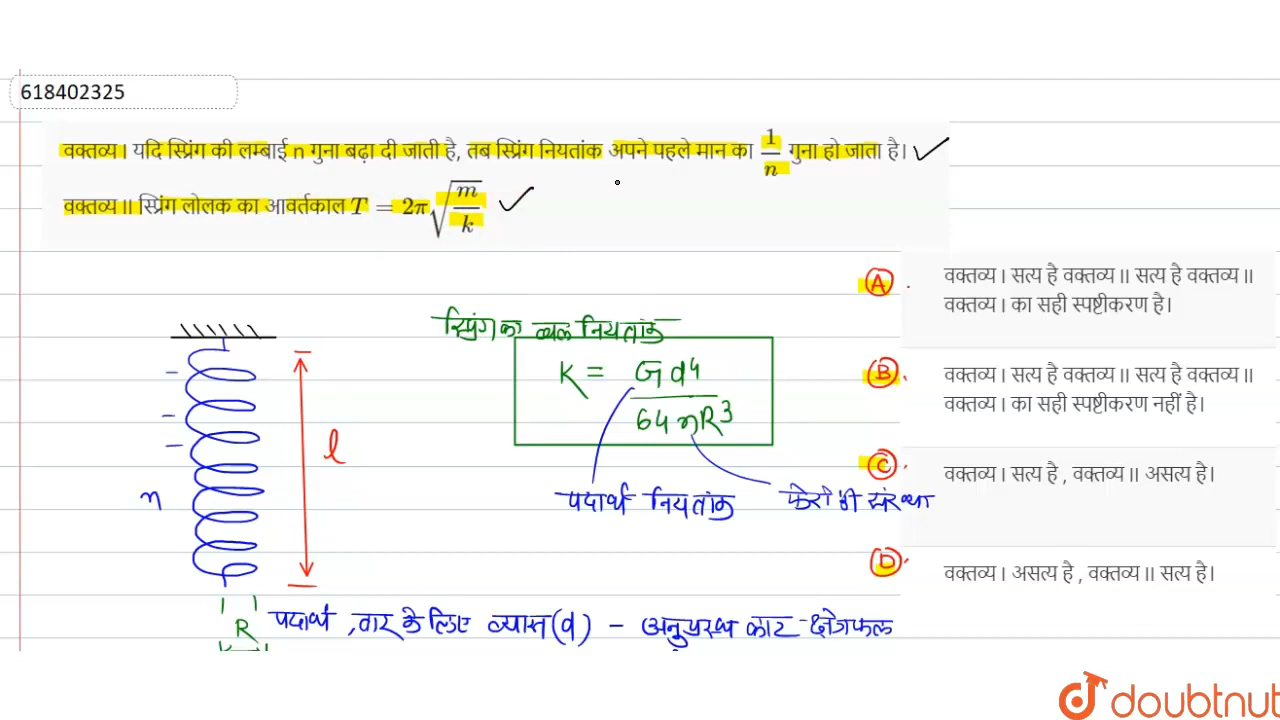 618402325
वक्तव्य I यदि स्प्रिंग की लम्बाई n गुना बढ़ा दी जाती है, तब स्प्रिंग नियतांक अपने पहले मान का 1/n गुना हो जाता है।
वक्तव्य II स्प्रिंग लोलक का आवर्तकाल T = 2π√(m/k)
A.
वक्तव्य I सत्य है वक्तव्य II सत्य है वक्तव्य II
वक्तव्य I का सही स्पष्टीकरण है।
B.
वक्तव्य I सत्य है वक्तव्य II सत्य है वक्तव्य II
वक्तव्य I का सही स्पष्टीकरण नहीं है।
C.
वक्तव्य I सत्य है , वक्तव्य II असत्य है।
D.
वक्तव्य I असत्य है , वक्तव्य II सत्य है।
स्प्रिंग का बल नियतांक
K = Gd⁴/64nR³
पदार्थ नियतांक
फेरों की संख्या
l
n
R
पदार्थ , तार के लिए व्यास (d) – अनुप्रस्थ काट-क्षेत्रफल
doubtnut